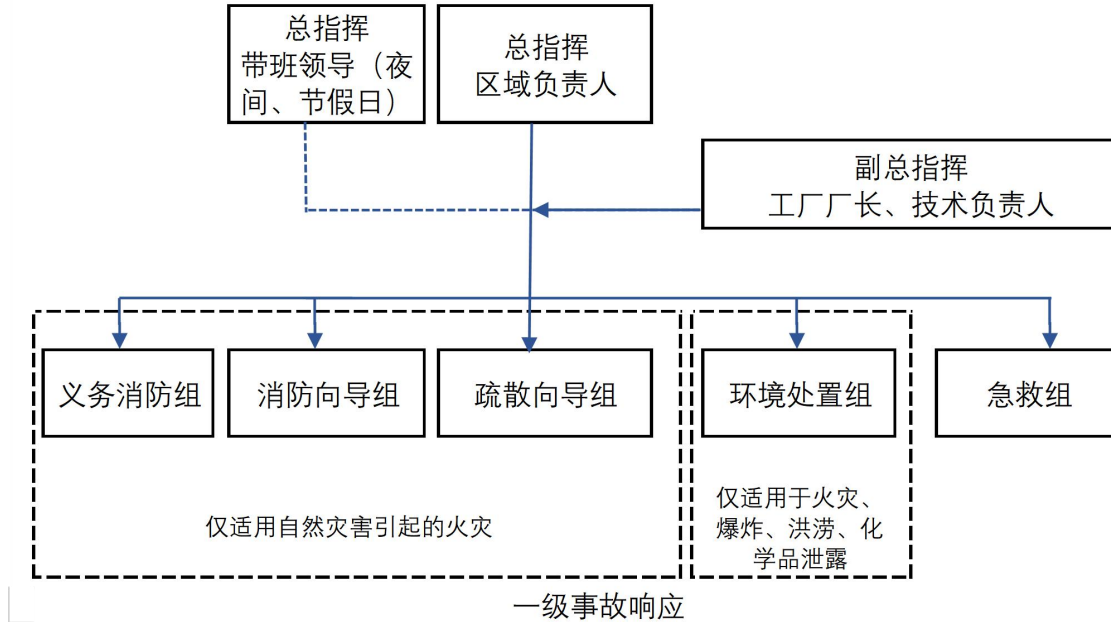 总指挥
带班领导（夜
间、节假日）
总指挥
区域负责人
副总指挥
工厂厂长、技术负责人
义务消防组
消防向导组
疏散向导组
环境处置组
急救组
仅适用自然灾害引起的火灾
仅适用于火灾、
爆炸、洪涝、化
学品泄露
一级事故响应